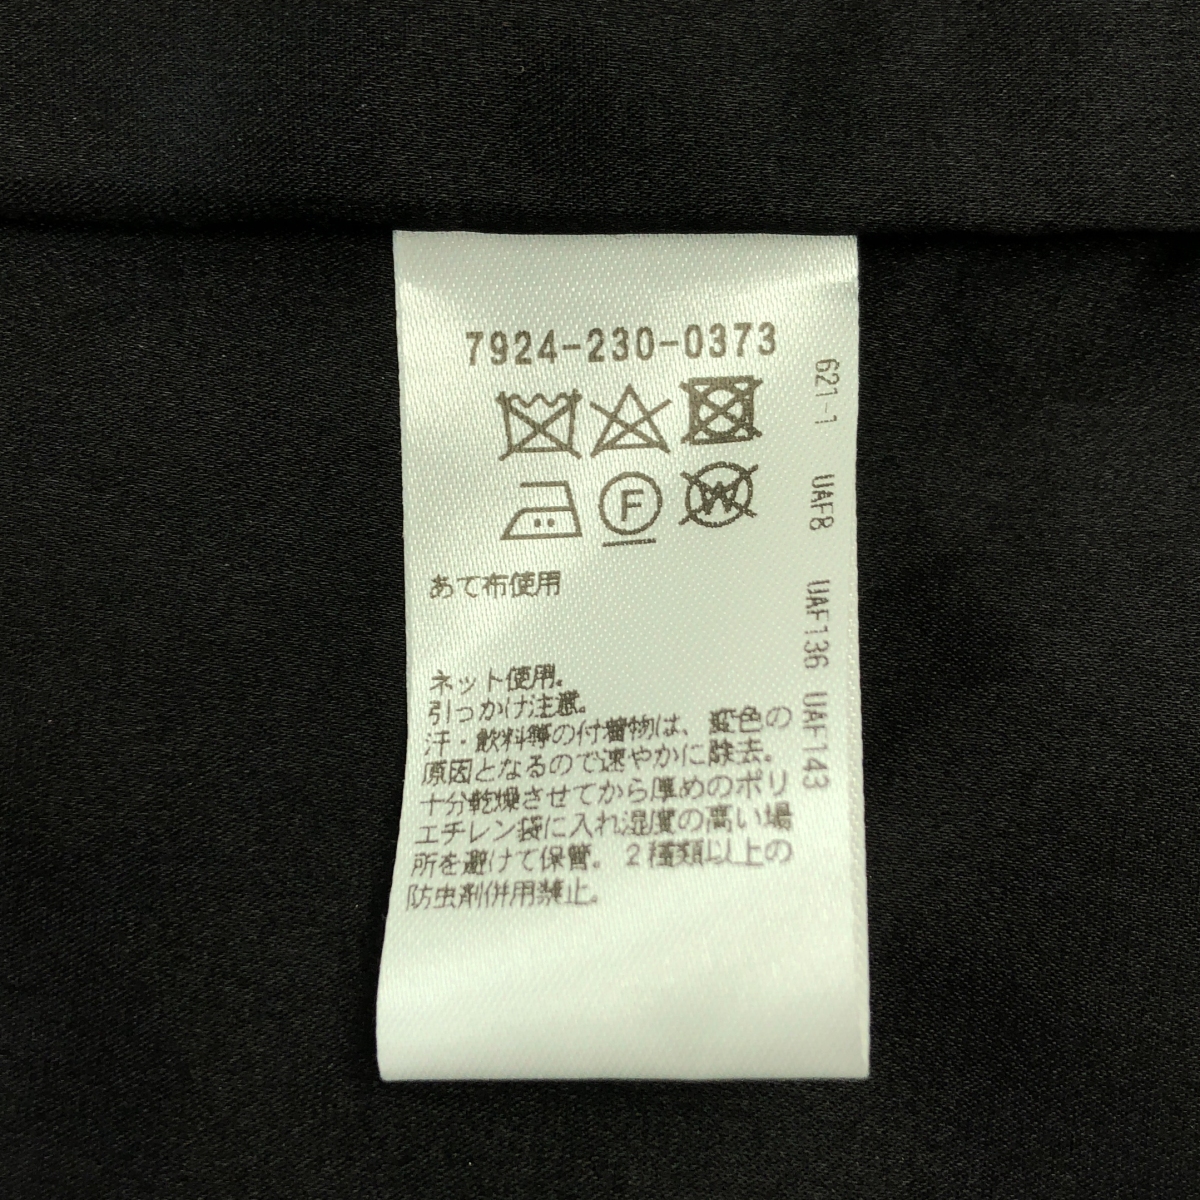 7924-230-0373
F
W
あて布使用
ネット使用。
引っかけ注意。
汗・飲料等の付着物は、変色の
原因となるので速やかに除去。
十分乾燥させてから厚めのポリ
エチレン袋に入れ湿度の高い場
所を避けて保管。2種類以上の
防虫剤併用禁止。
621-1 UAF8 UAF136 UAF143